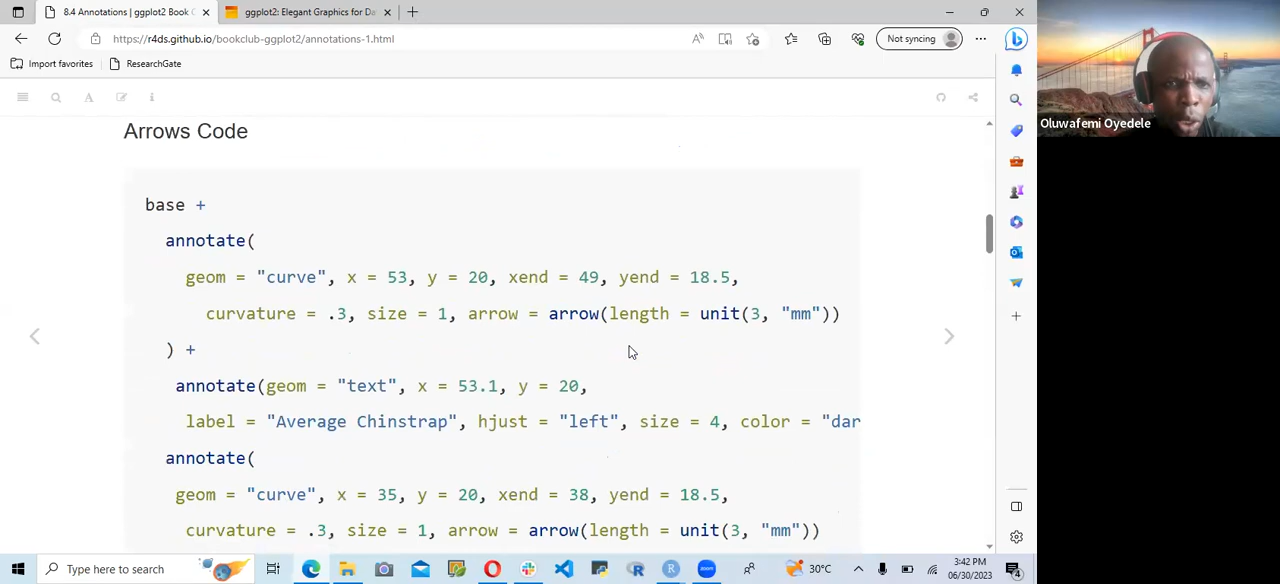 8.4 Annotations | ggplot2 Book C
ggplot2: Elegant Graphics for Da
https://r4ds.github.io/bookclub-ggplot2/annotations-1.html
Not syncing
Import favorites
ResearchGate
Arrows Code
base +
annotate(
geom = "curve", x = 53, y = 20, xend = 49, yend = 18.5,
curvature = .3, size = 1, arrow = arrow(length = unit(3, "mm"))
) +
annotate(geom = "text", x = 53.1, y = 20,
label = "Average Chinstrap", hjust = "left", size = 4, color = "dar
annotate(
geom = "curve", x = 35, y = 20, xend = 38, yend = 18.5,
curvature = .3, size = 1, arrow = arrow(length = unit(3, "mm"))
Oluwafemi Oyedele
Type here to search
30°C
3:42 PM
06/30/2023
4